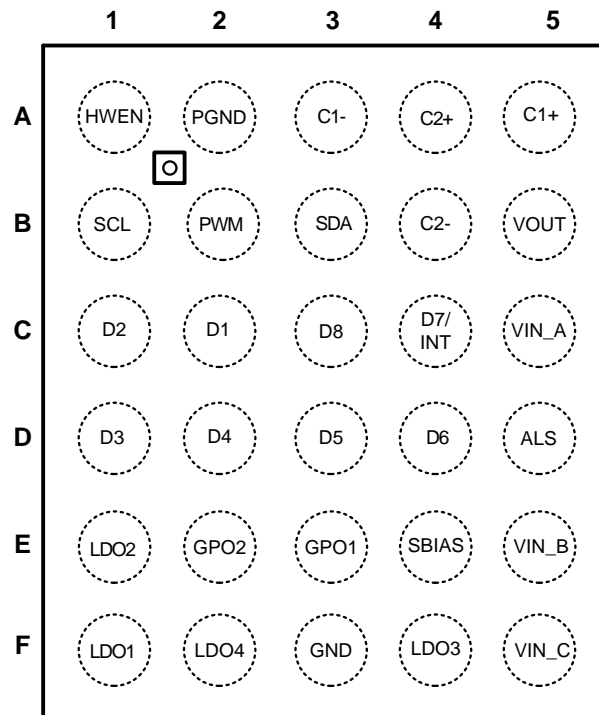 1 2 3 4 5
A HWEN PGND C1- C2+ C1+
B SCL PWM SDA C2- VOUT
C D2 D1 D8 D7/ VIN_A
INT
D D3 D4 D5 D6 ALS
E LDO2 GPO2 GPO1 SBIAS VIN_B
F LDO1 LDO4 GND LDO3 VIN_C